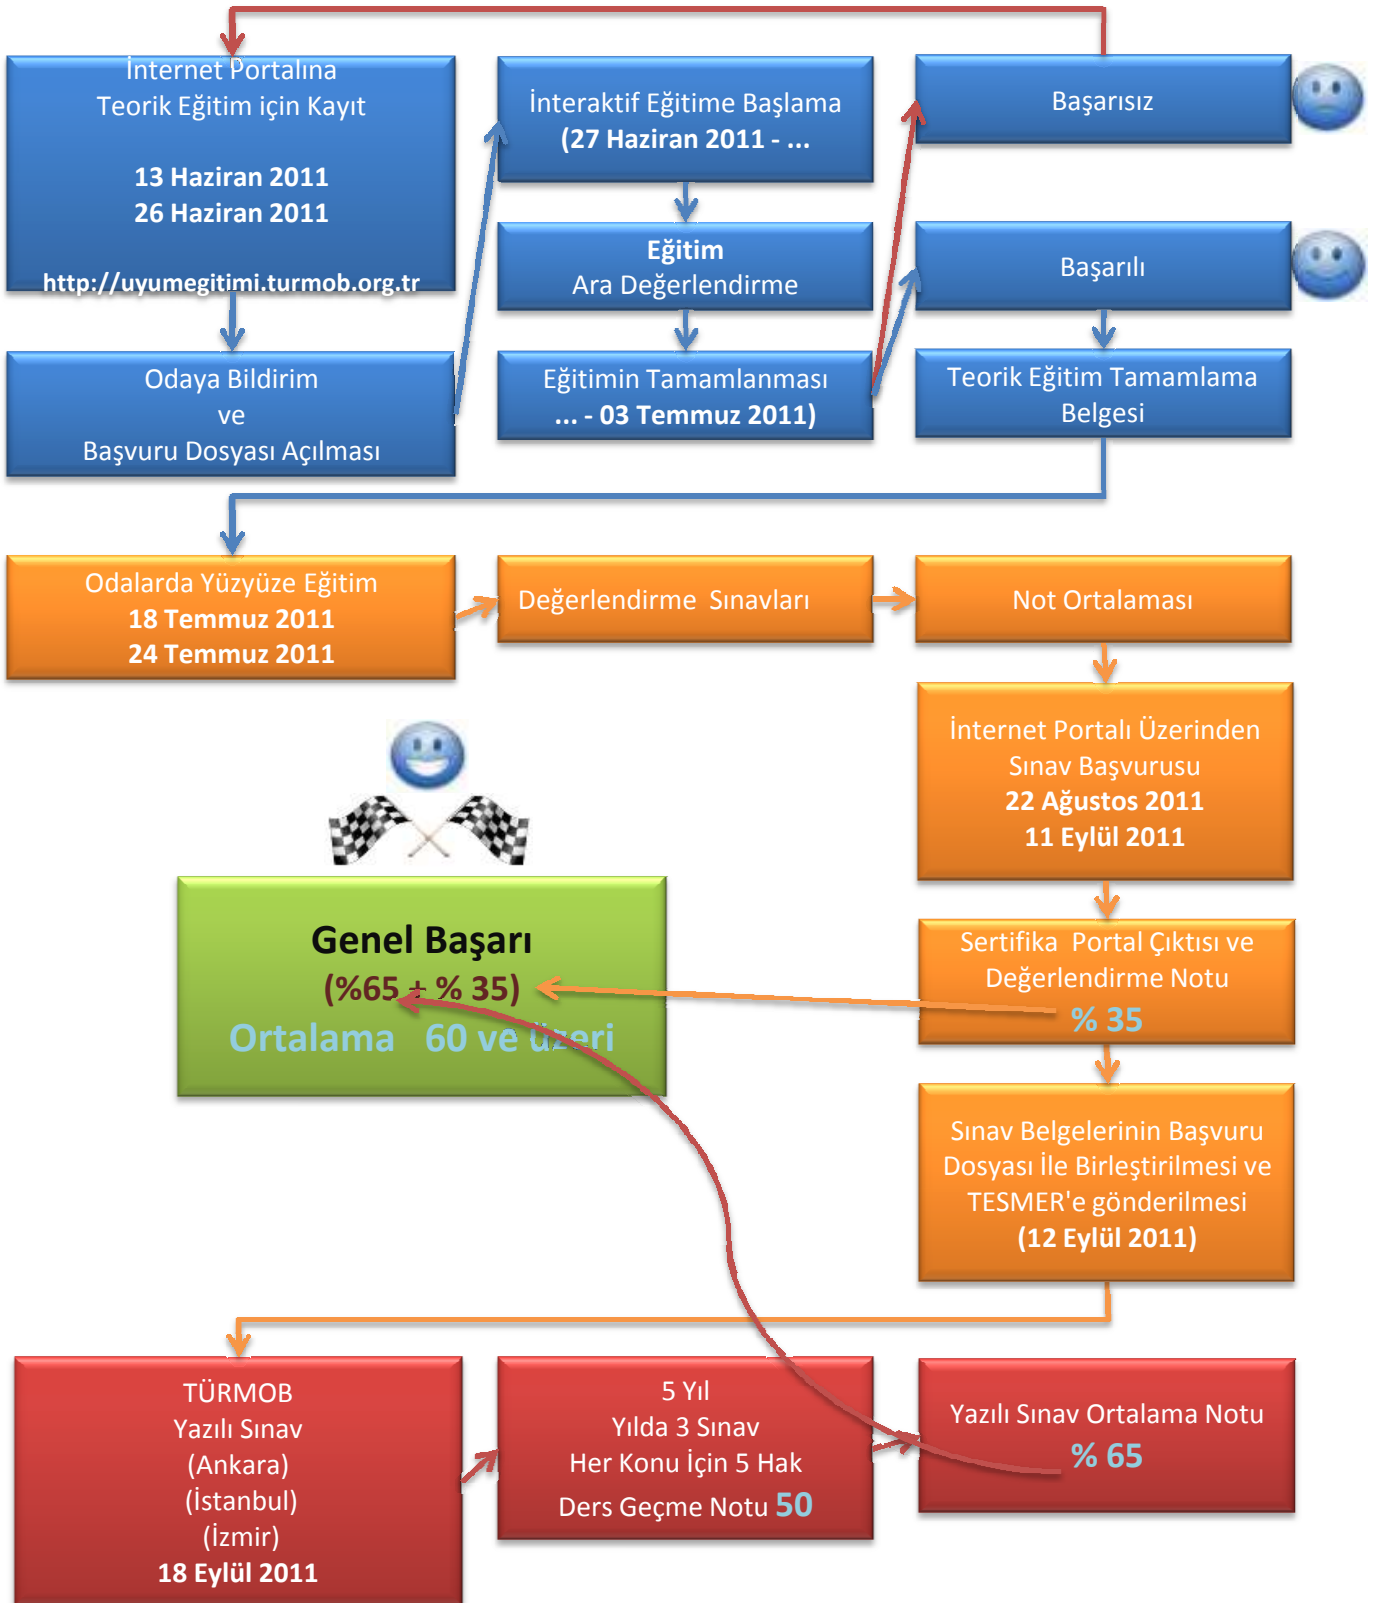 İnternet Portalına
Teorik Eğitim için Kayıt
13 Haziran 2011
26 Haziran 2011
http://uyumegitimi.turmob.org.tr
Odaya Bildirim
ve
Başvuru Dosyası Açılması
İnteraktif Eğitime Başlama
(27 Haziran 2011 - ...
Eğitim
Ara Değerlendirme
Eğitimin Tamamlanması
... - 03 Temmuz 2011)
Başarısız
Başarılı
Teorik Eğitim Tamamlama
Belgesi
Odalarda Yüzyüze Eğitim
18 Temmuz 2011
24 Temmuz 2011
Değerlendirme Sınavları
Not Ortalaması
İnternet Portalı Üzerinden
Sınav Başvurusu
22 Ağustos 2011
11 Eylül 2011
Sertifika Portal Çıktısı ve
Değerlendirme Notu
% 35
Genel Başarı
(%65 + % 35)
Ortalama 60 ve üzeri
Sınav Belgelerinin Başvuru
Dosyası İle Birleştirilmesi ve
TESMER'e gönderilmesi
(12 Eylül 2011)
TÜRMOB
Yazılı Sınav
(Ankara)
(İstanbul)
(İzmir)
18 Eylül 2011
5 Yıl
Yılda 3 Sınav
Her Konu İçin 5 Hak
Ders Geçme Notu 50
Yazılı Sınav Ortalama Notu
% 65